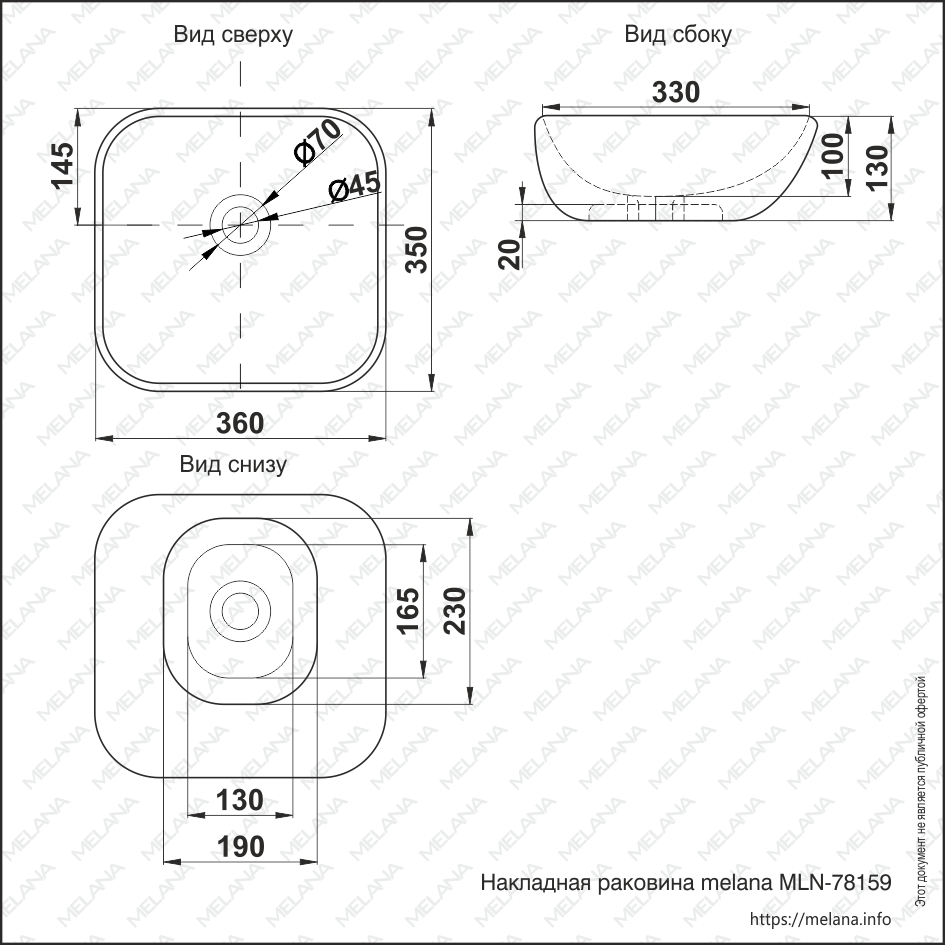 Вид сверху
Вид сбоку
330
145
Ø70
Ø45
350
100
130
20
360
Вид снизу
165
230
130
190
Накладная раковина melana MLN-78159
https://melana.info
Этот документ не является публичной офертой
MELANA